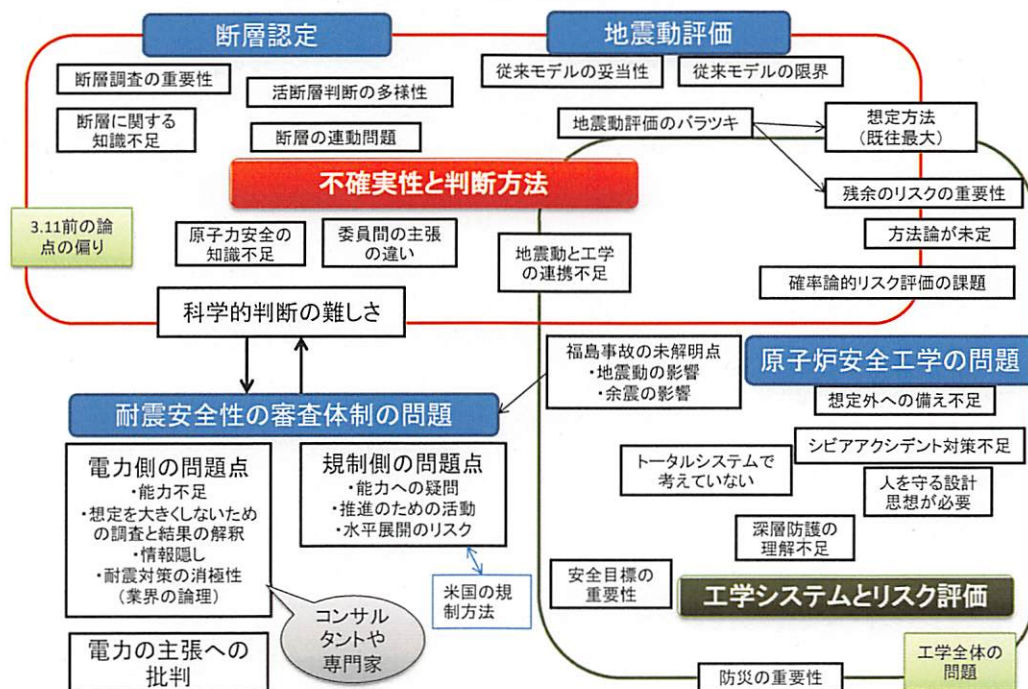 断層認定
地震動評価
断層調査の重要性
活断層判断の多様性
従来モデルの妥当性
従来モデルの限界
断層に関する
知識不足
断層の連動問題
地震動評価のバラツキ
想定方法
(既往最大)
不確実性と判断方法
残余のリスクの重要性
3.11前の論
点の偏り
原子力安全の
知識不足
委員間の主張
の違い
地震動と工学
の連携不足
方法論が未定
確率論的リスク評価の課題
科学的判断の難しさ
福島事故の未解明点
・地震動の影響
・余震の影響
原子炉安全工学の問題
想定外への備え不足
耐震安全性の審査体制の問題
シビアアクシデント対策不足
電力側の問題点
・能力不足
・想定を大きくしないため
の調査と結果の解釈
・情報隠し
・耐震対策の消極性
(業界の論理)
規制側の問題点
・能力への疑問
・推進のための活動
・水平展開のリスク
トータルシステムで
考えていない
人を守る設計
思想が必要
深層防護の
理解不足
米国の規
制方法
安全目標の
重要性
工学システムとリスク評価
コンサル
タントや
専門家
電力の主張への
批判
防災の重要性
工学全体の
問題